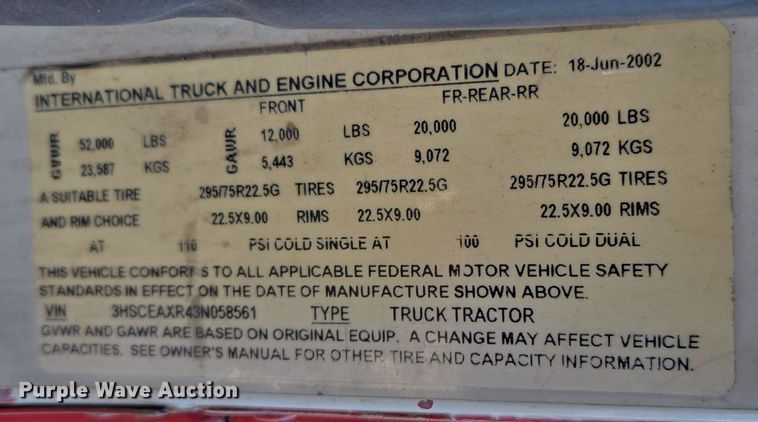 Mfd. By
INTERNATIONAL TRUCK AND ENGINE CORPORATION DATE: 18-Jun-2002
FRONT FR-REAR-RR
GVWR 52,000 LBS GAWR 12,000 LBS 20,000 20,000 LBS
23,587 KGS 5,443 KGS 9,072 9,072 KGS
A SUITABLE TIRE 295/75R22.5G TIRES 295/75R22.5G 295/75R22.5G TIRES
AND RIM CHOICE 22.5X9.00 RIMS 22.5X9.00 22.5X9.00 RIMS
AT 110 PSI COLD SINGLE AT 100 PSI COLD DUAL
THIS VEHICLE CONFORMS TO ALL APPLICABLE FEDERAL MOTOR VEHICLE SAFETY
STANDARDS IN EFFECT ON THE DATE OF MANUFACTURE SHOWN ABOVE.
VIN 3HSCEAXR43N058561 TYPE TRUCK TRACTOR
GVWR AND GAWR ARE BASED ON ORIGINAL EQUIP. A CHANGE MAY AFFECT VEHICLE
CAPACITIES. SEE OWNER'S MANUAL FOR OTHER TIRE AND CAPACITY INFORMATION.
Purple Wave Auction